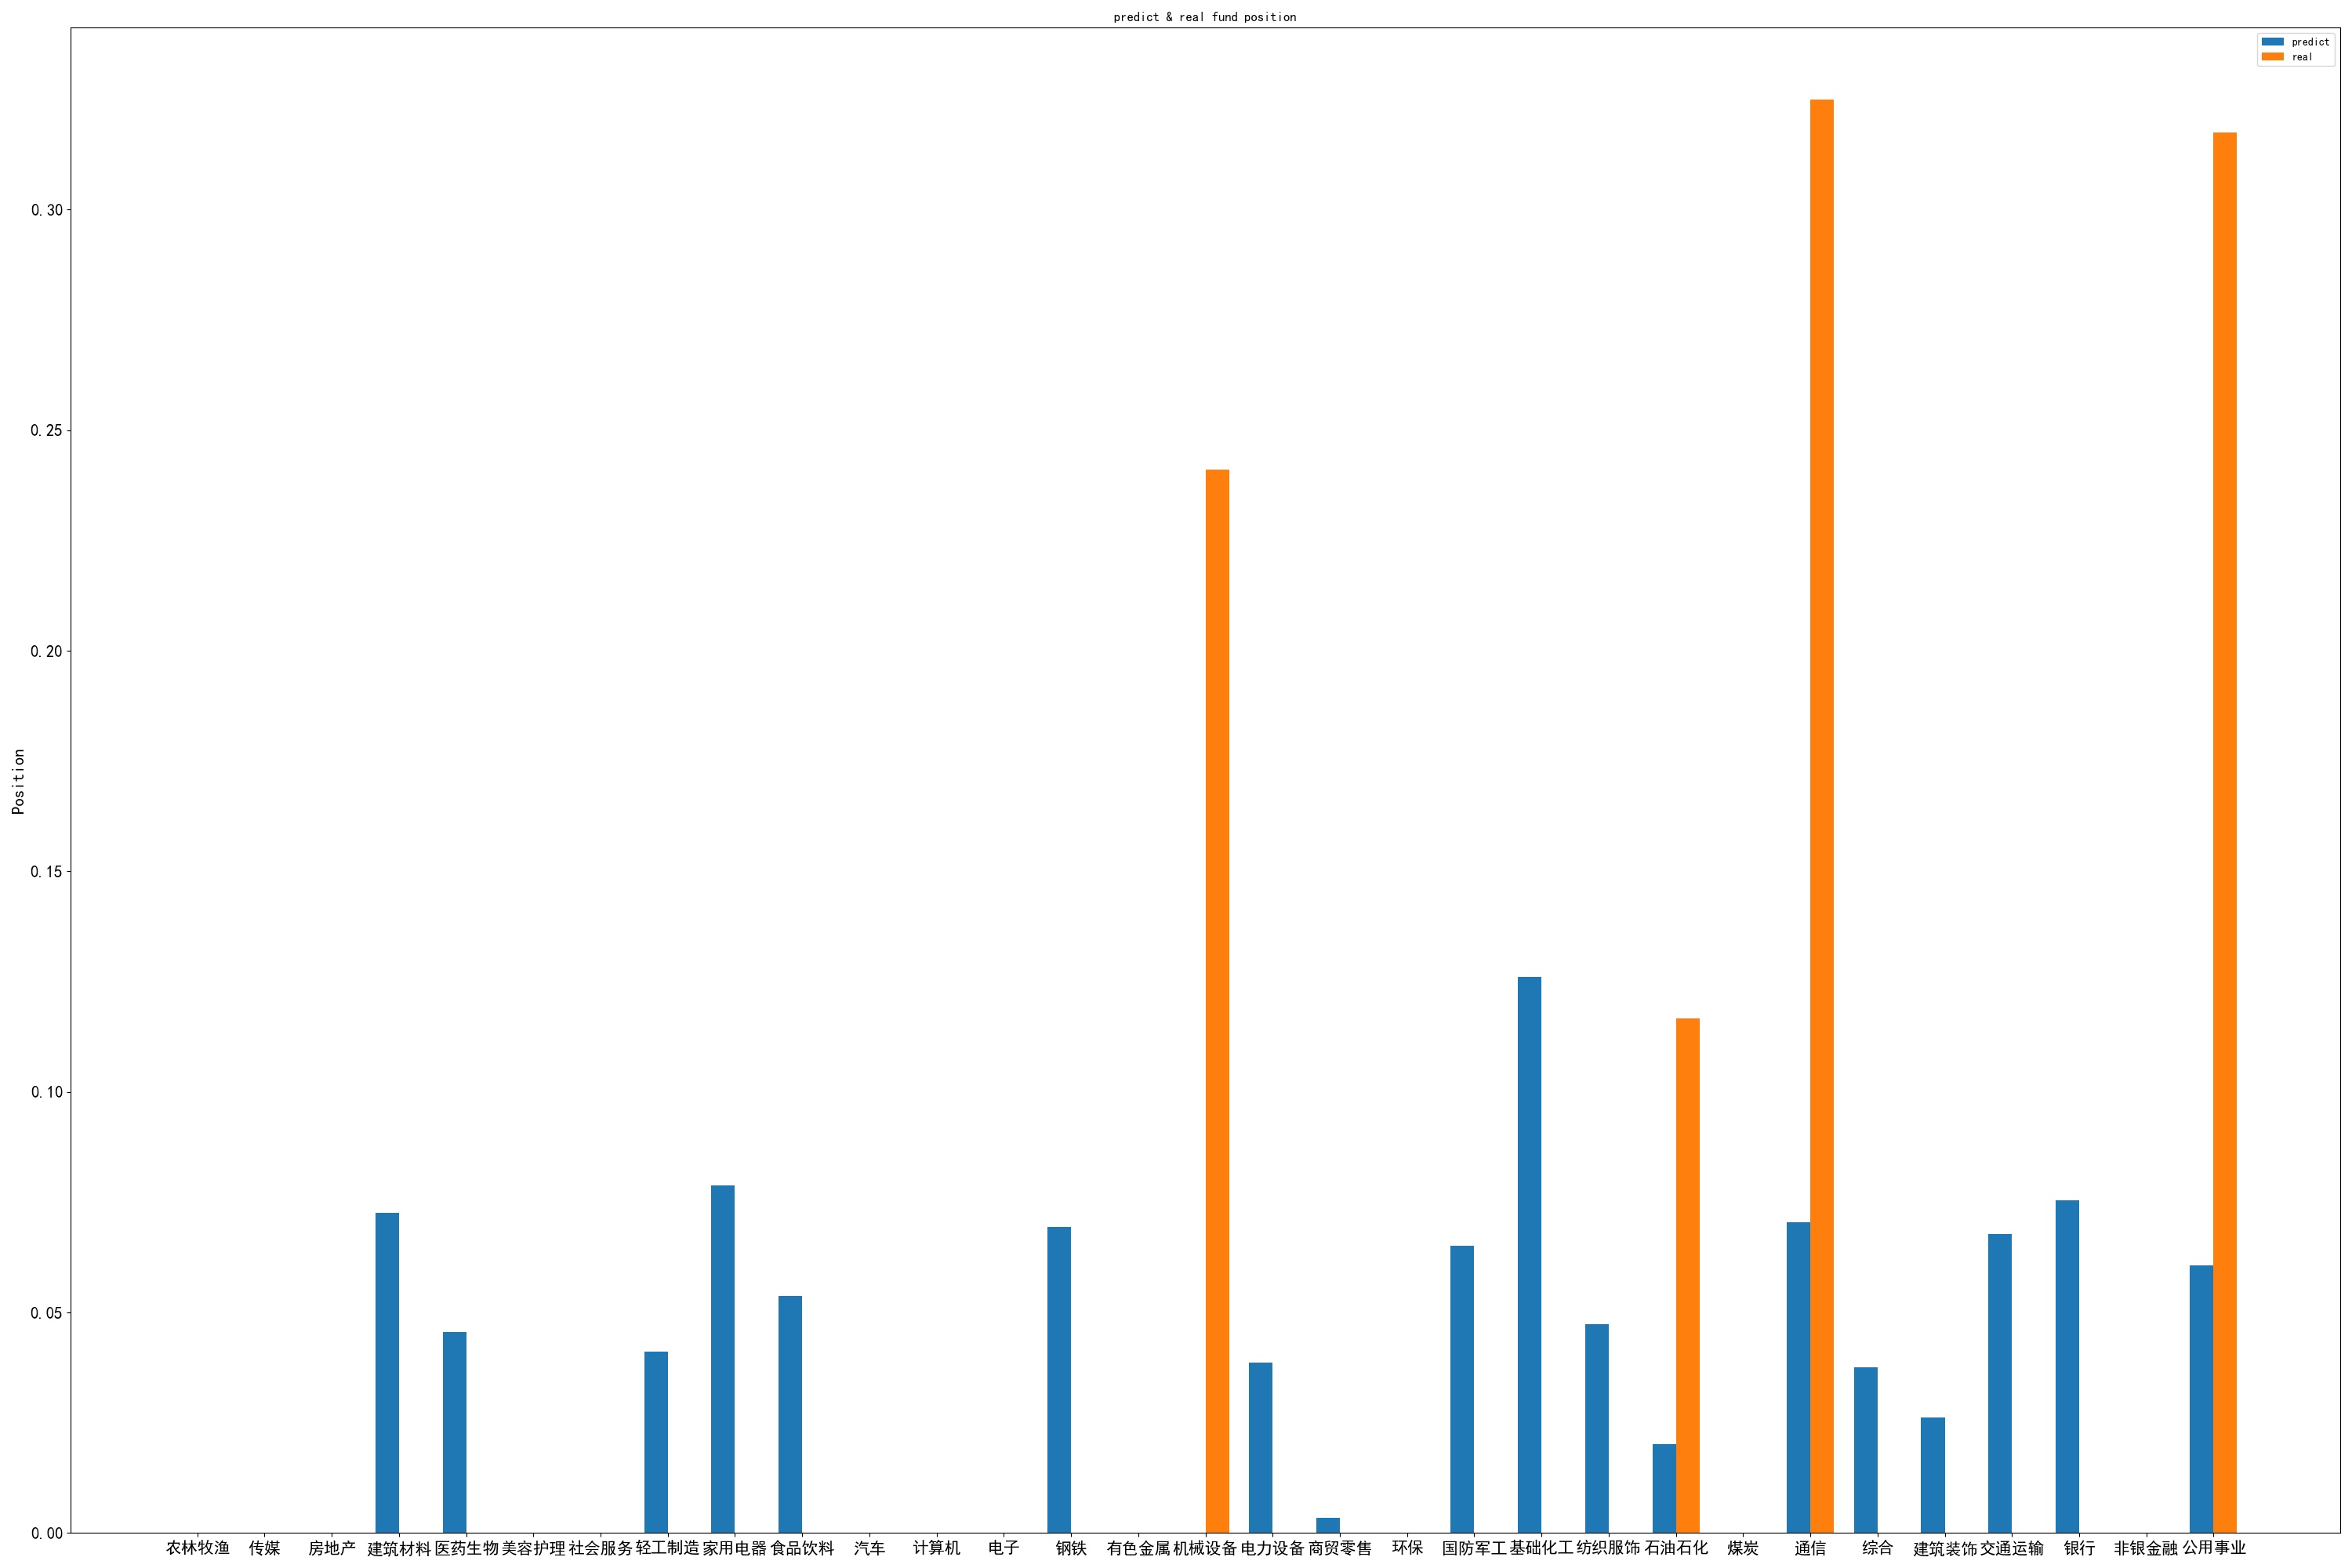 predict & real fund position
predict
real
0.30
0.25
0.20
0.15
0.10
0.05
0.00
Position
农林牧渔 传媒 房地产 建筑材料 医药生物 美容护理 社会服务 轻工制造 家用电器 食品饮料 汽车 计算机 电子 钢铁 有色金属 机械设备 电力设备 商贸零售 环保 国防军工 基础化工 纺织服饰 石油石化 煤炭 通信 综合 建筑装饰 交通运输 银行 非银金融 公用事业